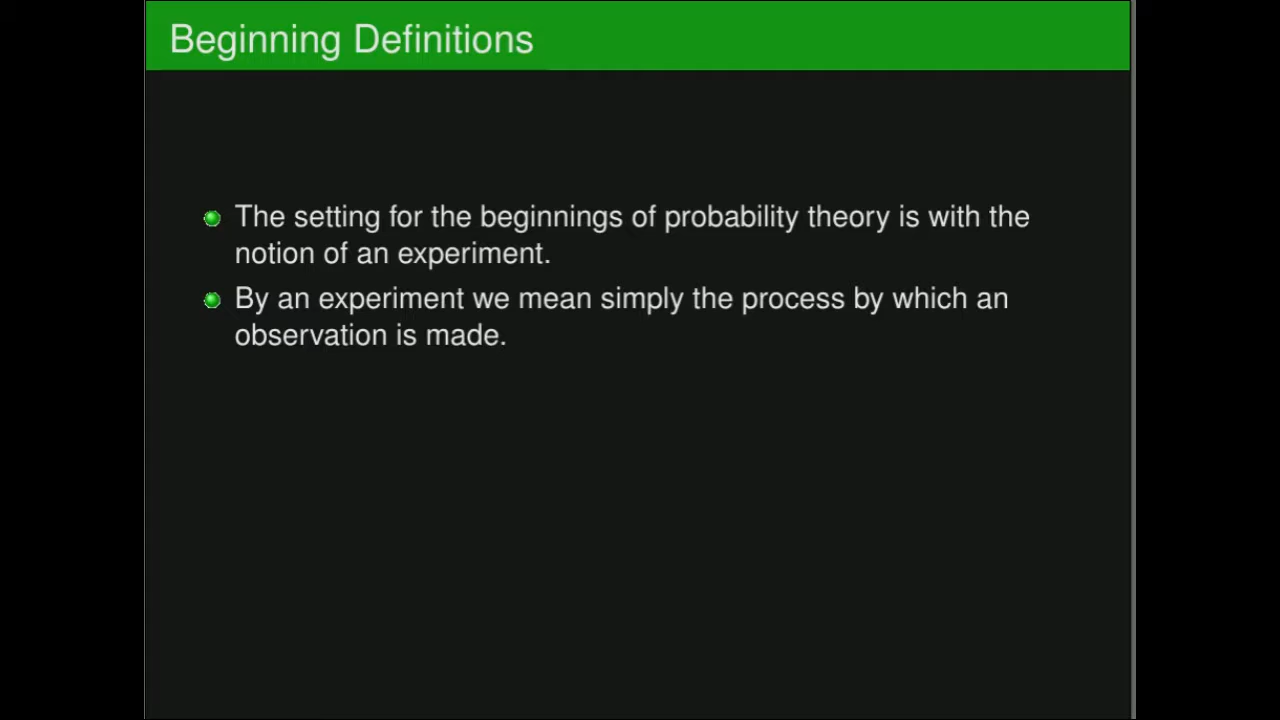 Beginning Definitions
The setting for the beginnings of probability theory is with the
notion of an experiment.
By an experiment we mean simply the process by which an
observation is made.